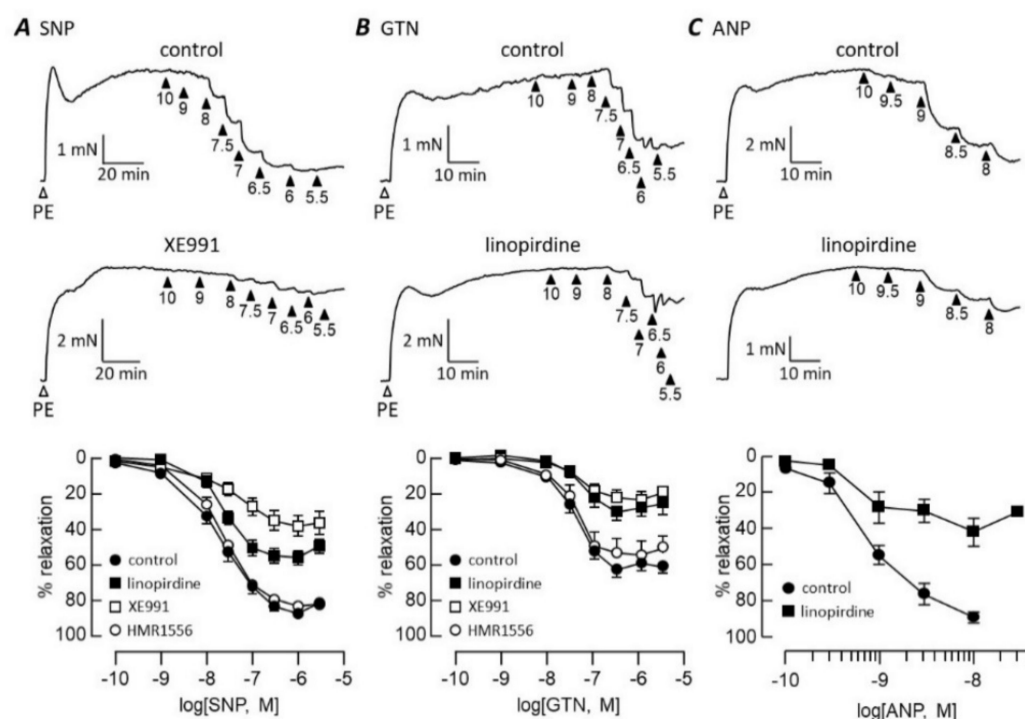 A SNP
control
10
9
8
7.5
7
6.5
6
5.5
1 mN
20 min
PE
XE991
10
9
8
7.5
7
6.5
6
5.5
2 mN
20 min
PE
0
20
40
60
80
100
% relaxation
control
linopirdine
XE991
HMR1556
-10 -9 -8 -7 -6 -5
log[SNP, M]
B GTN
control
10
9
8
7.5
7
6.5
6
5.5
1 mN
10 min
PE
linopirdine
10
9
8
7.5
7
6.5
6
5.5
2 mN
10 min
PE
0
20
40
60
80
100
% relaxation
control
linopirdine
XE991
HMR1556
-10 -9 -8 -7 -6 -5
log[GTN, M]
C ANP
control
10
9.5
9
8.5
8
2 mN
10 min
linopirdine
10
9.5
9
8.5
8
1 mN
10 min
0
20
40
60
80
100
% relaxation
control
linopirdine
-10 -9 -8
log[ANP, M]